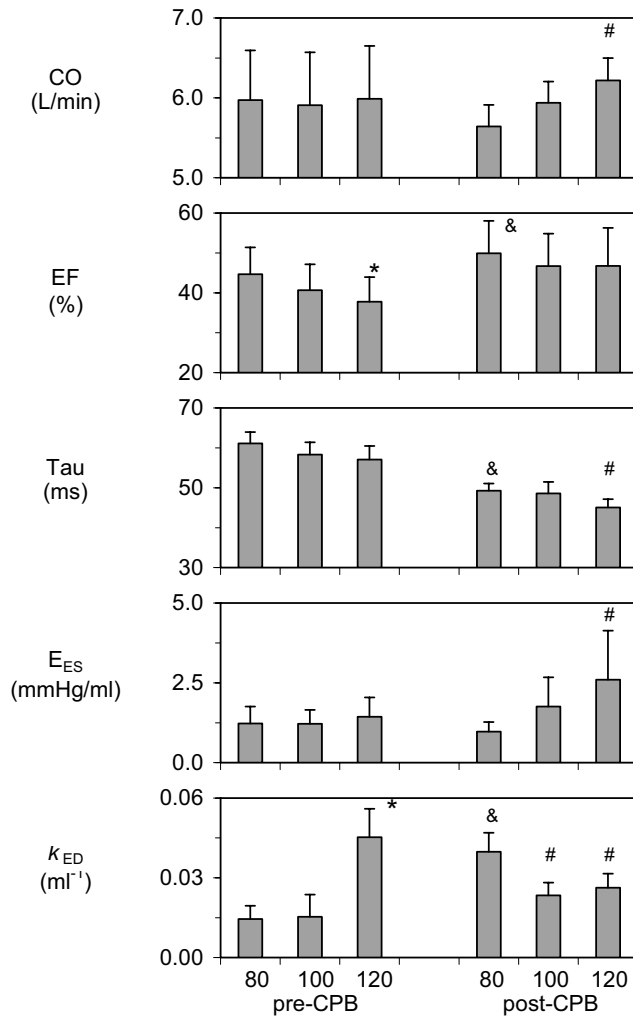 7.0
#
CO
(L/min)
6.0
5.0
60
&
EF
(%)
*
40
20
70
Tau
(ms)
&
#
50
30
5.0
#
E_ES
(mmHg/ml)
2.5
0.0
0.06
*
&
k_ED
(ml⁻¹)
#
#
0.03
0.00
80 100 120 80 100 120
pre-CPB post-CPB